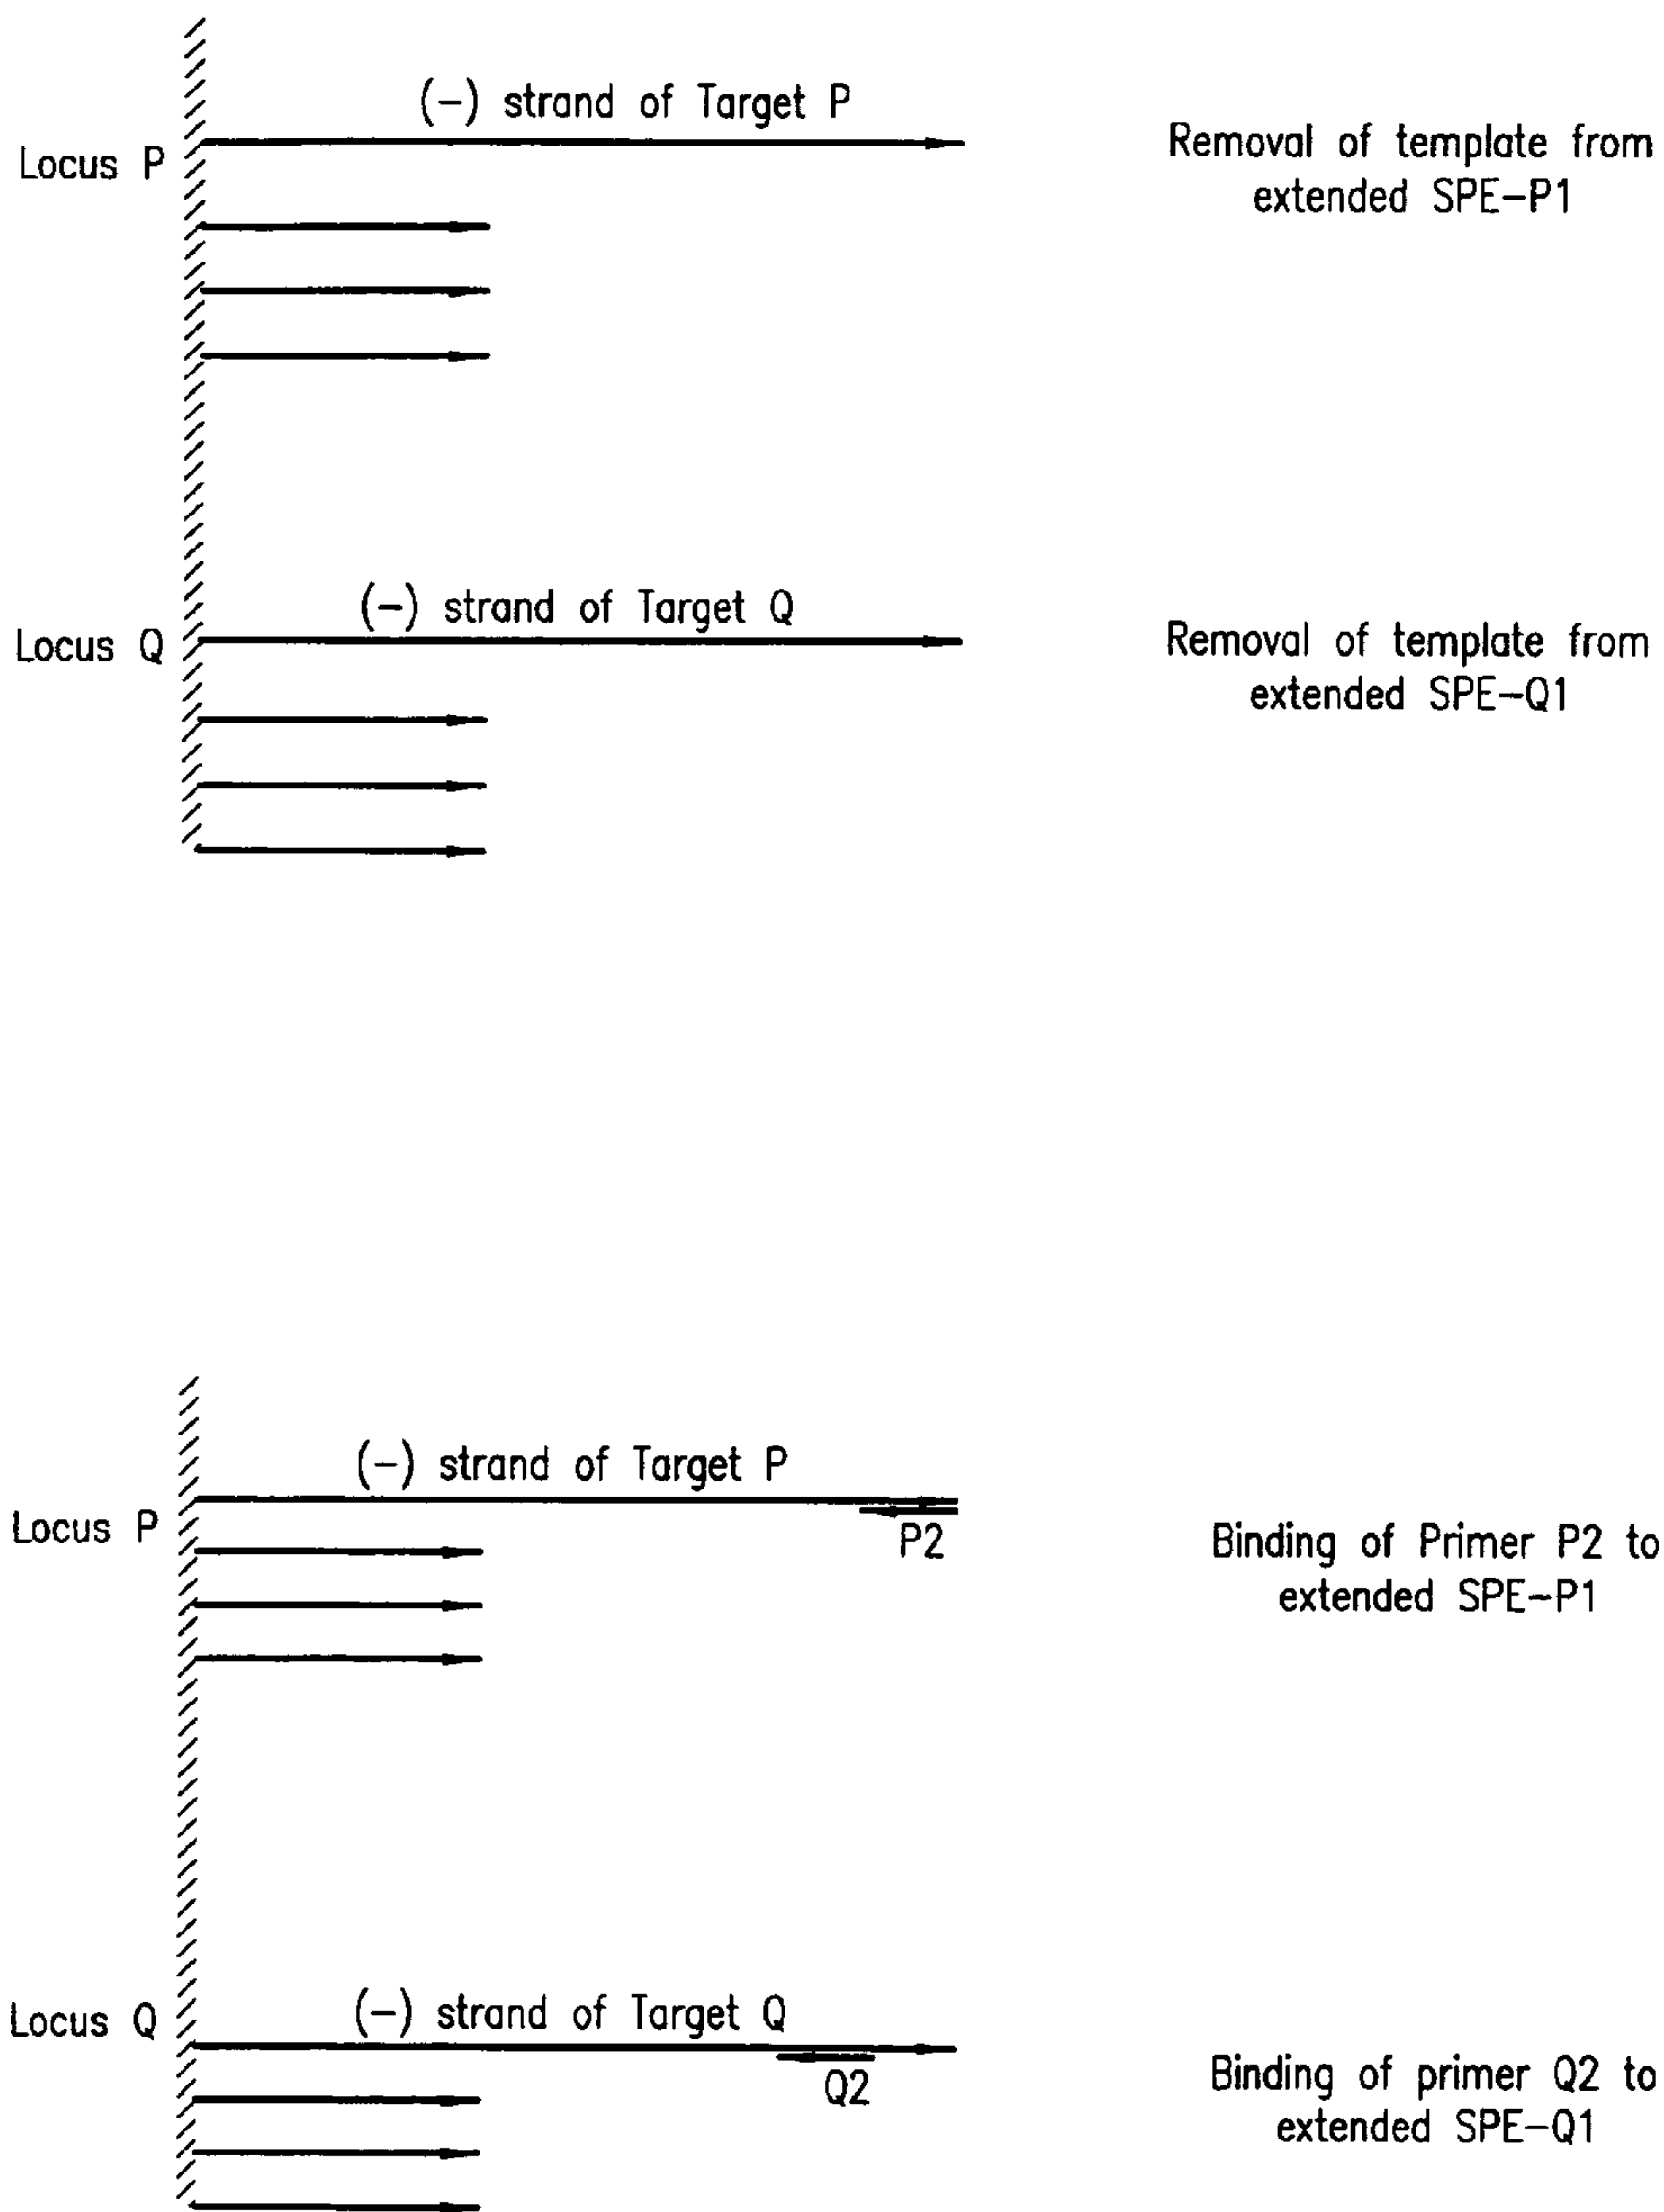 (-) strand of Target P
Locus P
Removal of template from
extended SPE-P1
(-) strand of Target Q
Locus Q
Removal of template from
extended SPE-Q1
(-) strand of Target P
Locus P
P2
Binding of Primer P2 to
extended SPE-P1
(-) strand of Target Q
Locus Q
Q2
Binding of primer Q2 to
extended SPE-Q1